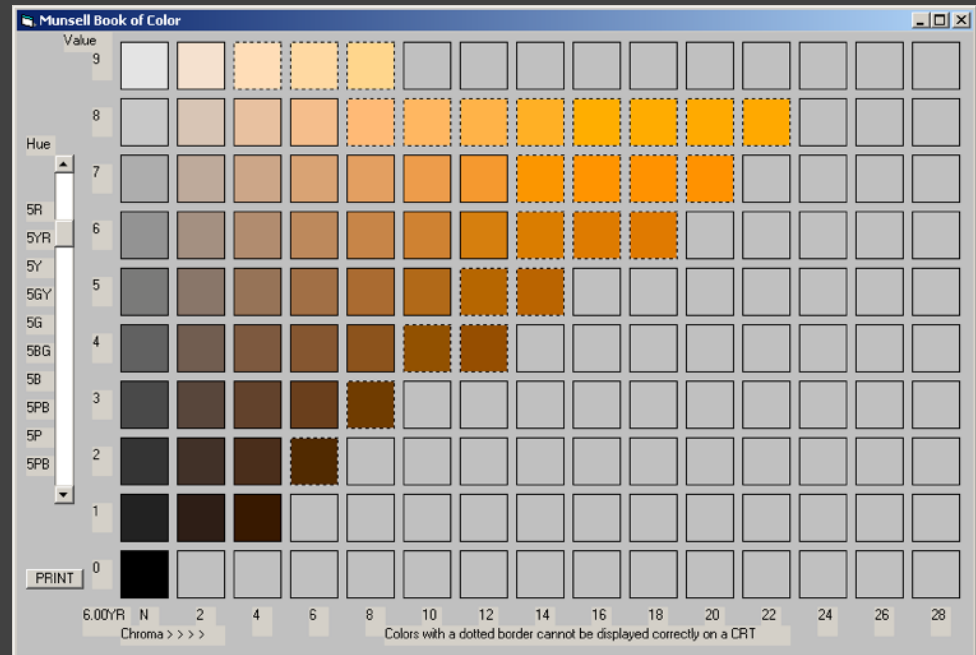 Munsell Book of Color
Value
9
8
Hue
7
5R
6
5YR
5Y
5
5GY
5G
4
5BG
5B
3
5PB
5P
2
5PB
1
0
PRINT
6.00YR N 2 4 6 8 10 12 14 16 18 20 22 24 26 28
Chroma > > > > Colors with a dotted border cannot be displayed correctly on a CRT